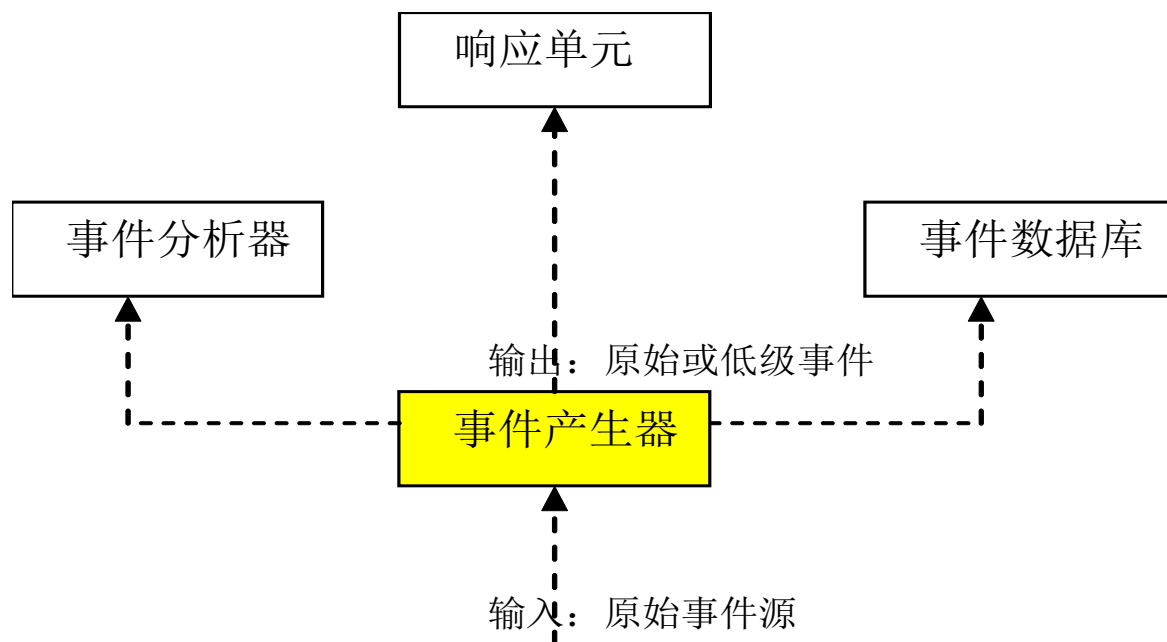 响应单元
事件分析器
事件数据库
输出：原始或低级事件
事件产生器
输入：原始事件源